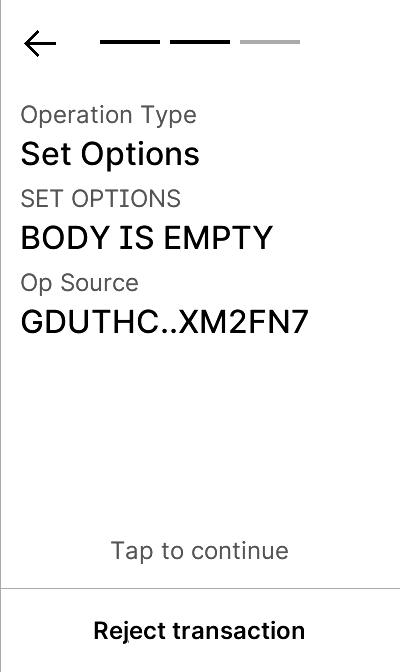 Operation Type
Set Options
SET OPTIONS
BODY IS EMPTY
Op Source
GDUTHC..XM2FN7
Tap to continue
Reject transaction